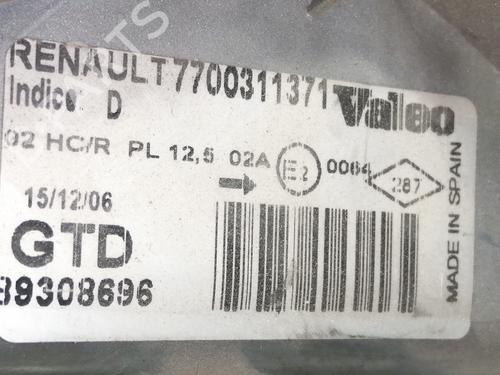 RENAULT 7700311371
Indice: D Valeo
02 HC/R PL 12,5 02A E2 0064 287
15/12/06
GTD
89308696
MADE IN SPAIN